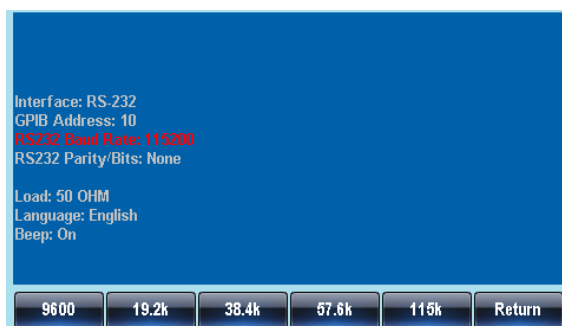 Interface: RS-232
GPIB Address: 10
RS232 Baud Rate: 115200
RS232 Parity/Bits: None
Load: 50 OHM
Language: English
Beep: On
9600 19.2k 38.4k 57.6k 115k Return